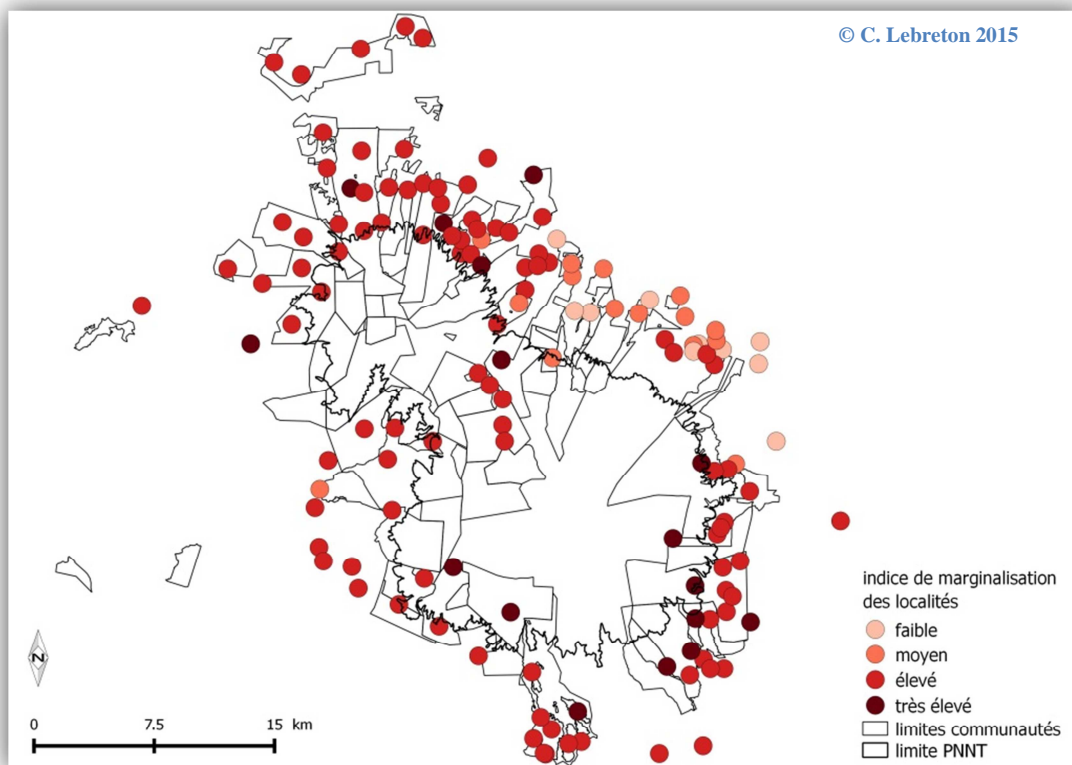 © C. Lebreton 2015
indice de marginalisation
des localités
faible
moyen
élevé
très élevé
limites communautés
limite PNNT
N
0 7.5 15 km